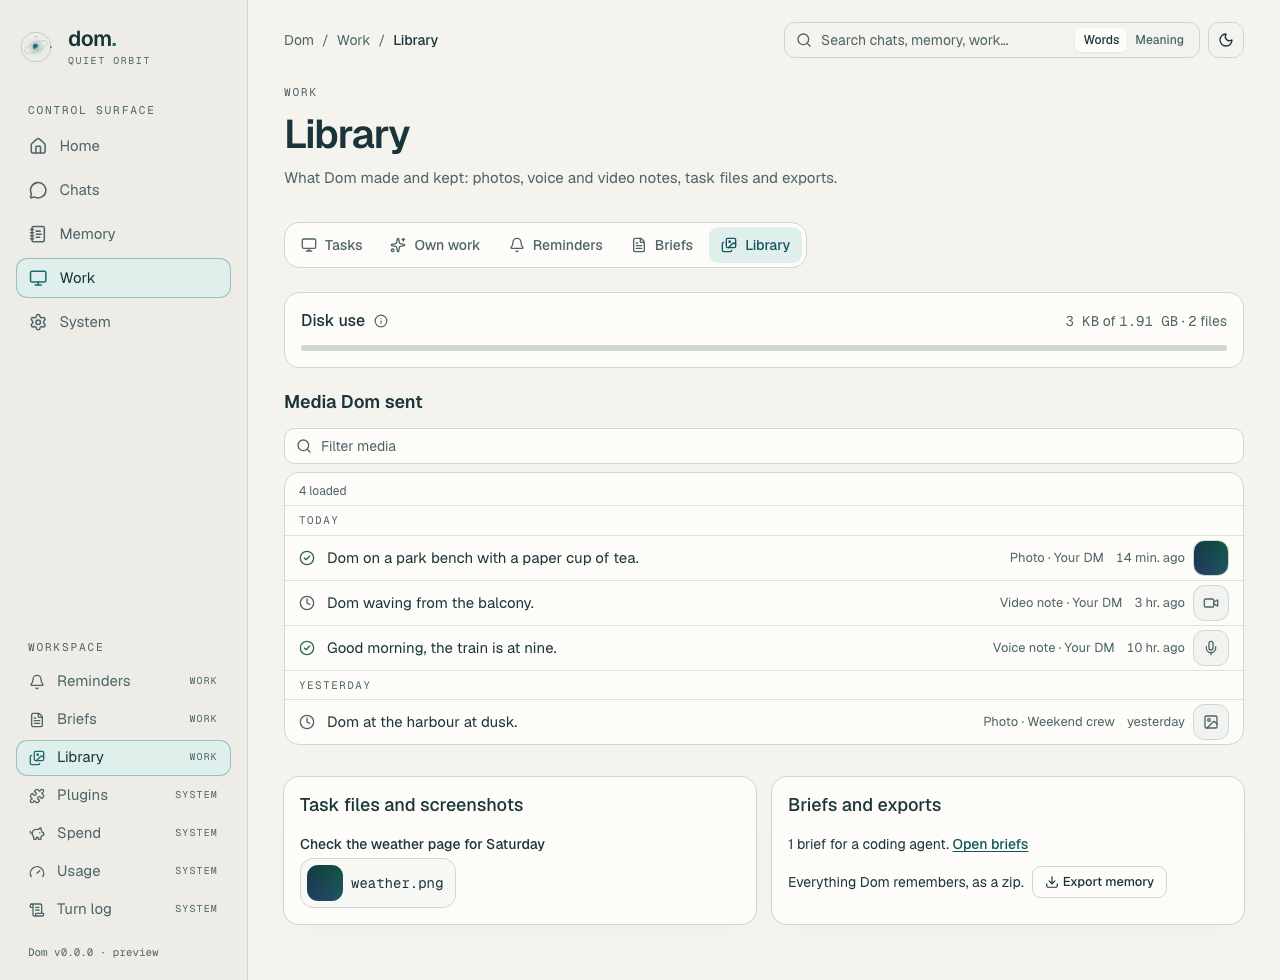 dom.
QUIET ORBIT
CONTROL SURFACE
Home
Chats
Memory
Work
System
WORKSPACE
Reminders WORK
Briefs WORK
Library WORK
Plugins SYSTEM
Spend SYSTEM
Usage SYSTEM
Turn log SYSTEM
Dom v0.0.0 · preview
Dom / Work / Library
Search chats, memory, work… Words Meaning
WORK
Library
What Dom made and kept: photos, voice and video notes, task files and exports.
Tasks Own work Reminders Briefs Library
Disk use 3 KB of 1.91 GB · 2 files
Media Dom sent
Filter media
4 loaded
TODAY
Dom on a park bench with a paper cup of tea. Photo · Your DM 14 min. ago
Dom waving from the balcony. Video note · Your DM 3 hr. ago
Good morning, the train is at nine. Voice note · Your DM 10 hr. ago
YESTERDAY
Dom at the harbour at dusk. Photo · Weekend crew yesterday
Task files and screenshots
Check the weather page for Saturday
weather.png
Briefs and exports
1 brief for a coding agent. Open briefs
Everything Dom remembers, as a zip. Export memory